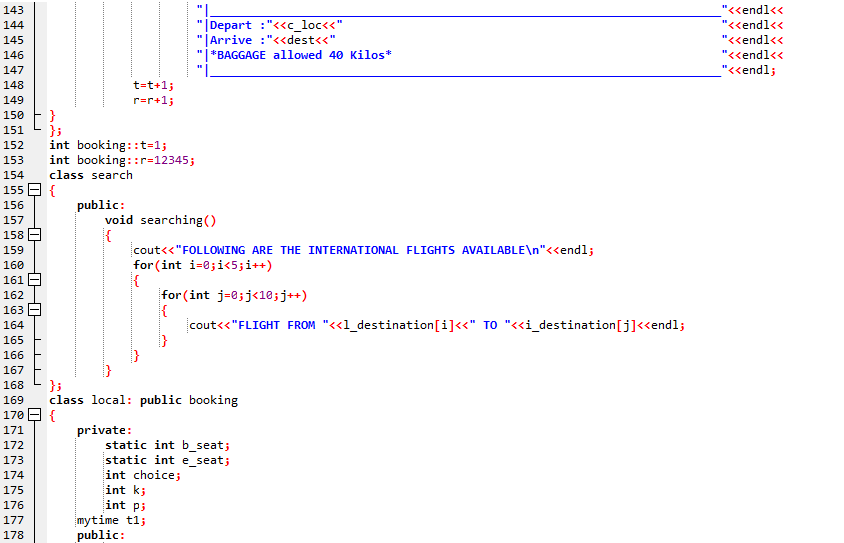 143 "|_________________________________________________________________________"<<endl<<
144 "|Depart :"<<c_loc<<" "<<endl<<
145 "|Arrive :"<<dest<<" "<<endl<<
146 "|*BAGGAGE allowed 40 Kilos* "<<endl<<
147 "|_________________________________________________________________________"<<endl;
148 t=t+1;
149 r=r+1;
150 }
151 };
152 int booking::t=1;
153 int booking::r=12345;
154 class search
155 {
156 public:
157 void searching()
158 {
159 cout<<"FOLLOWING ARE THE INTERNATIONAL FLIGHTS AVAILABLE\n"<<endl;
160 for(int i=0;i<5;i++)
161 {
162 for(int j=0;j<10;j++)
163 {
164 cout<<"FLIGHT FROM "<<l_destination[i]<<" TO "<<i_destination[j]<<endl;
165 }
166 }
167 }
168 };
169 class local: public booking
170 {
171 private:
172 static int b_seat;
173 static int e_seat;
174 int choice;
175 int k;
176 int p;
177 mytime t1;
178 public: